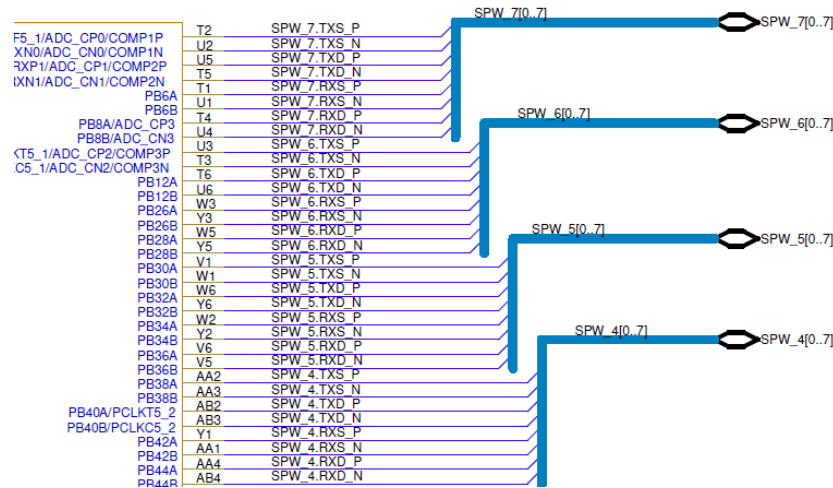 SPW_7[0..7] SPW_7[0..7]
F5_1/ADC_CP0/COMP1P T2 SPW_7.TXS_P
XN0/ADC_CN0/COMP1N U2 SPW_7.TXS_N
RXP1/ADC_CP1/COMP2P U5 SPW_7.TXD_P
XN1/ADC_CN1/COMP2N T5 SPW_7.TXD_N
PB6A T1 SPW_7.RXS_P
PB6B U1 SPW_7.RXS_N
PB8A/ADC_CP3 T4 SPW_7.RXD_P
SPW_6[0..7] SPW_6[0..7]
PB8B/ADC_CN3 U4 SPW_7.RXD_N
KT5_1/ADC_CP2/COMP3P U3 SPW_6.TXS_P
C5_1/ADC_CN2/COMP3N T3 SPW_6.TXS_N
PB12A T6 SPW_6.TXD_P
PB12B U6 SPW_6.TXD_N
PB26A W3 SPW_6.RXS_P
PB26B Y3 SPW_6.RXS_N
PB28A W5 SPW_6.RXD_P
SPW_5[0..7] SPW_5[0..7]
PB28B Y5 SPW_6.RXD_N
PB30A V1 SPW_5.TXS_P
PB30B W1 SPW_5.TXS_N
PB32A W6 SPW_5.TXD_P
PB32B Y6 SPW_5.TXD_N
PB34A W2 SPW_5.RXS_P
PB34B Y2 SPW_5.RXS_N
SPW_4[0..7] SPW_4[0..7]
PB36A V6 SPW_5.RXD_P
PB36B V5 SPW_5.RXD_N
PB38A AA2 SPW_4.TXS_P
PB38B AA3 SPW_4.TXS_N
PB40A/PCLKT5_2 AB2 SPW_4.TXD_P
PB40B/PCLKC5_2 AB3 SPW_4.TXD_N
PB42A Y1 SPW_4.RXS_P
PB42B AA1 SPW_4.RXS_N
PB44A AA4 SPW_4.RXD_P
PB44B AB4 SPW_4.RXD_N